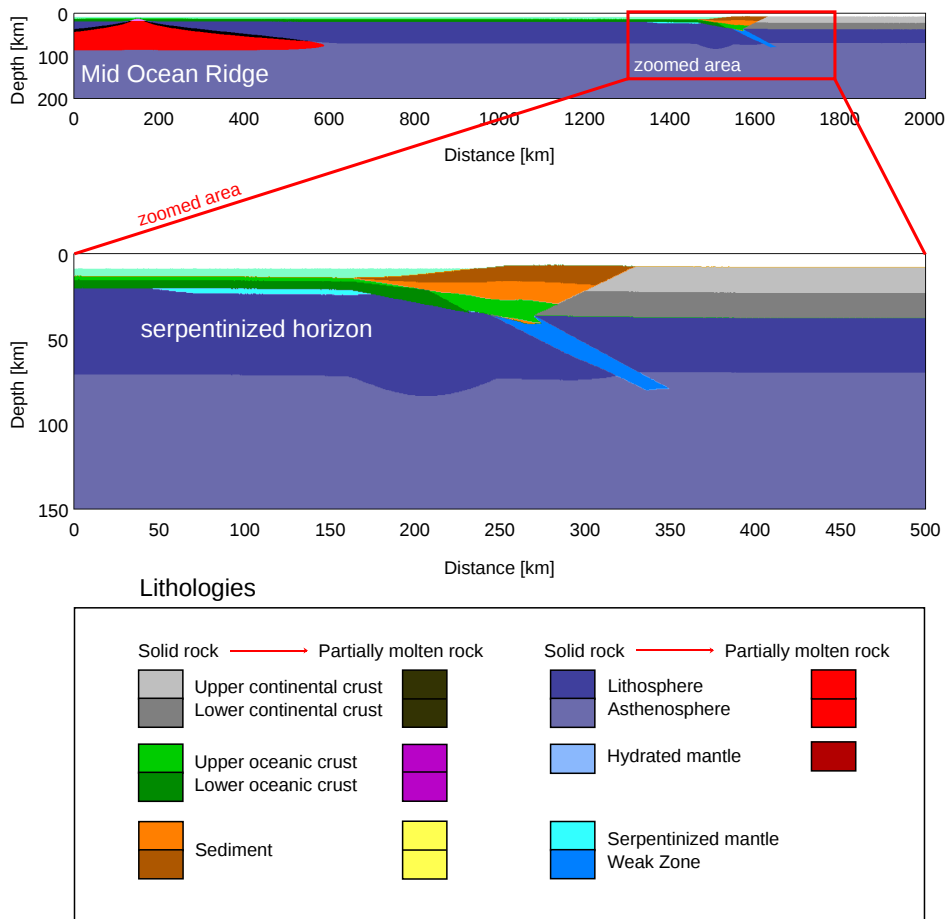 0
100
200
Depth [km]
Mid Ocean Ridge
zoomed area
0 200 400 600 800 1000 1200 1400 1600 1800 2000
Distance [km]
zoomed area
0
50
100
150
Depth [km]
serpentinized horizon
0 50 100 150 200 250 300 350 400 450 500
Distance [km]
Lithologies
Solid rock Partially molten rock Solid rock Partially molten rock
Upper continental crust Lithosphere
Lower continental crust Asthenosphere
Upper oceanic crust Hydrated mantle
Lower oceanic crust
Sediment Serpentinized mantle
Weak Zone